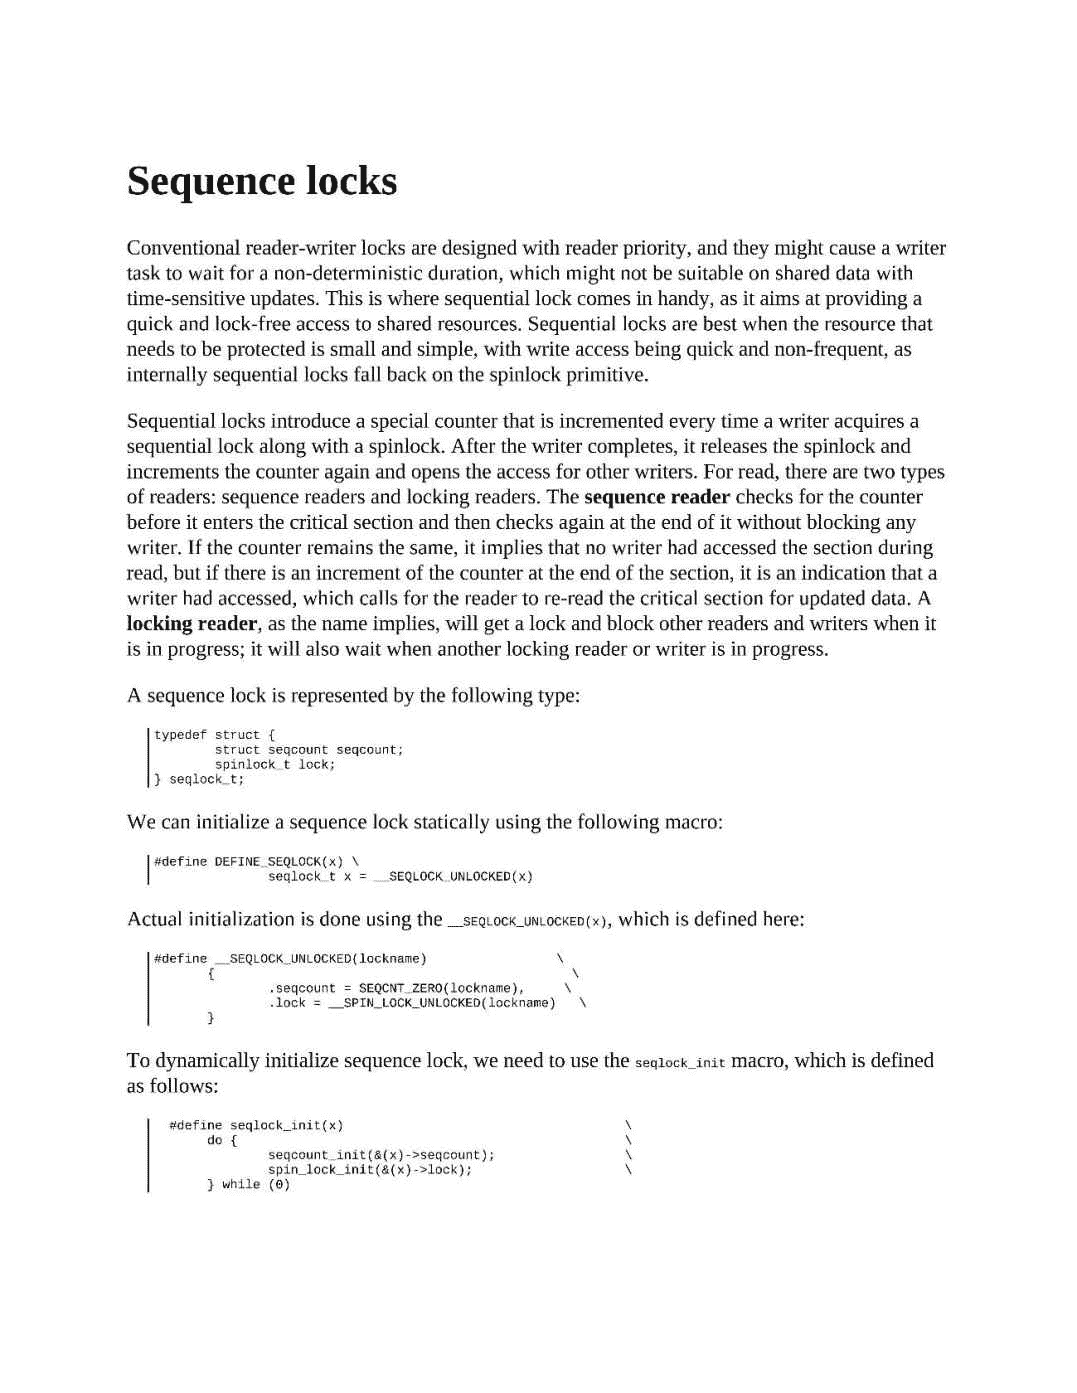 Sequence locks
Conventional reader-writer locks are designed with reader priority, and they might cause a writer
task to wait for a non-deterministic duration, which might not be suitable on shared data with
time-sensitive updates. This is where sequential lock comes in handy, as it aims at providing a
quick and lock-free access to shared resources. Sequential locks are best when the resource that
needs to be protected is small and simple, with write access being quick and non-frequent, as
internally sequential locks fall back on the spinlock primitive.
Sequential locks introduce a special counter that is incremented every time a writer acquires a
sequential lock along with a spinlock. After the writer completes, it releases the spinlock and
increments the counter again and opens the access for other writers. For read, there are two types
of readers: sequence readers and locking readers. The sequence reader checks for the counter
before it enters the critical section and then checks again at the end of it without blocking any
writer. If the counter remains the same, it implies that no writer had accessed the section during
read, but if there is an increment of the counter at the end of the section, it is an indication that a
writer had accessed, which calls for the reader to re-read the critical section for updated data. A
locking reader, as the name implies, will get a lock and block other readers and writers when it
is in progress; it will also wait when another locking reader or writer is in progress.
A sequence lock is represented by the following type:
typedef struct {
        struct seqcount seqcount;
        spinlock_t lock;
} seqlock_t;
We can initialize a sequence lock statically using the following macro:
#define DEFINE_SEQLOCK(x) \
               seqlock_t x = __SEQLOCK_UNLOCKED(x)
Actual initialization is done using the __SEQLOCK_UNLOCKED(x), which is defined here:
#define __SEQLOCK_UNLOCKED(lockname)                 \
       {                                               \
               .seqcount = SEQCNT_ZERO(lockname),     \
               .lock = __SPIN_LOCK_UNLOCKED(lockname)   \
       }
To dynamically initialize sequence lock, we need to use the seqlock_init macro, which is defined
as follows:
  #define seqlock_init(x)                                     \
       do {                                                   \
               seqcount_init(&(x)->seqcount);                 \
               spin_lock_init(&(x)->lock);                    \
       } while (0)